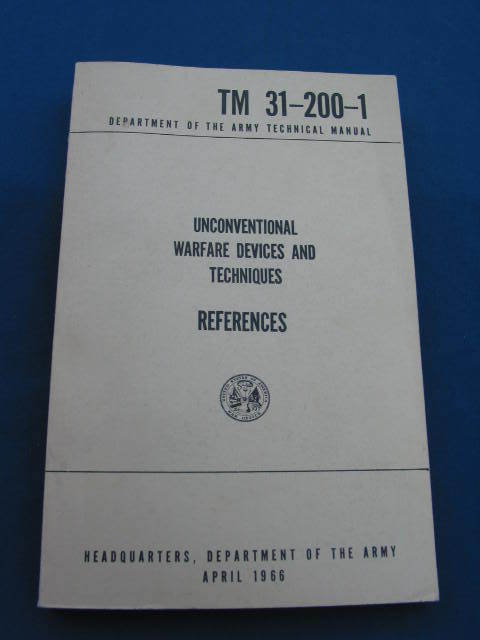 TM 31-200-1
DEPARTMENT OF THE ARMY TECHNICAL MANUAL
UNCONVENTIONAL
WARFARE DEVICES AND
TECHNIQUES
REFERENCES
HEADQUARTERS, DEPARTMENT OF THE ARMY
APRIL 1966